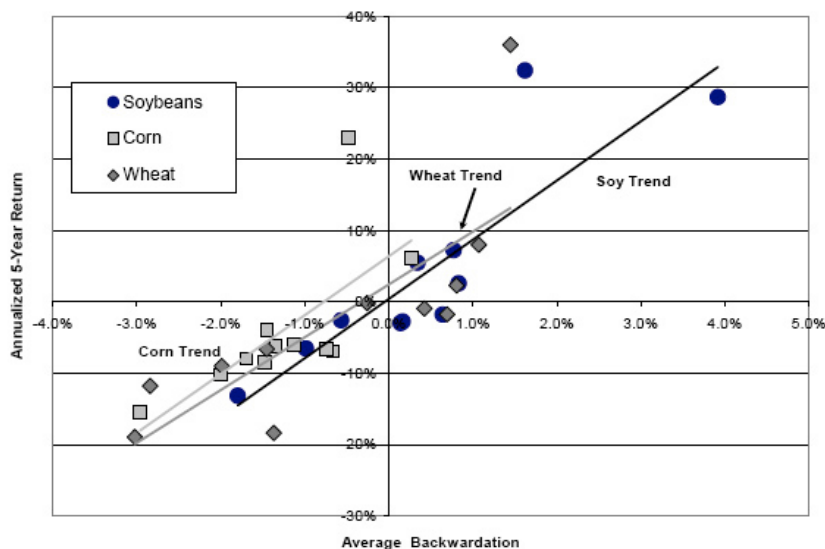 40%
30%
20%
10%
0%
-10%
-20%
-30%
-4.0%
-3.0%
-2.0%
-1.0%
0.0%
1.0%
2.0%
3.0%
4.0%
5.0%
Soybeans
Corn
Wheat
Wheat Trend
Soy Trend
Corn Trend
Annualized 5-Year Return
Average Backwardation